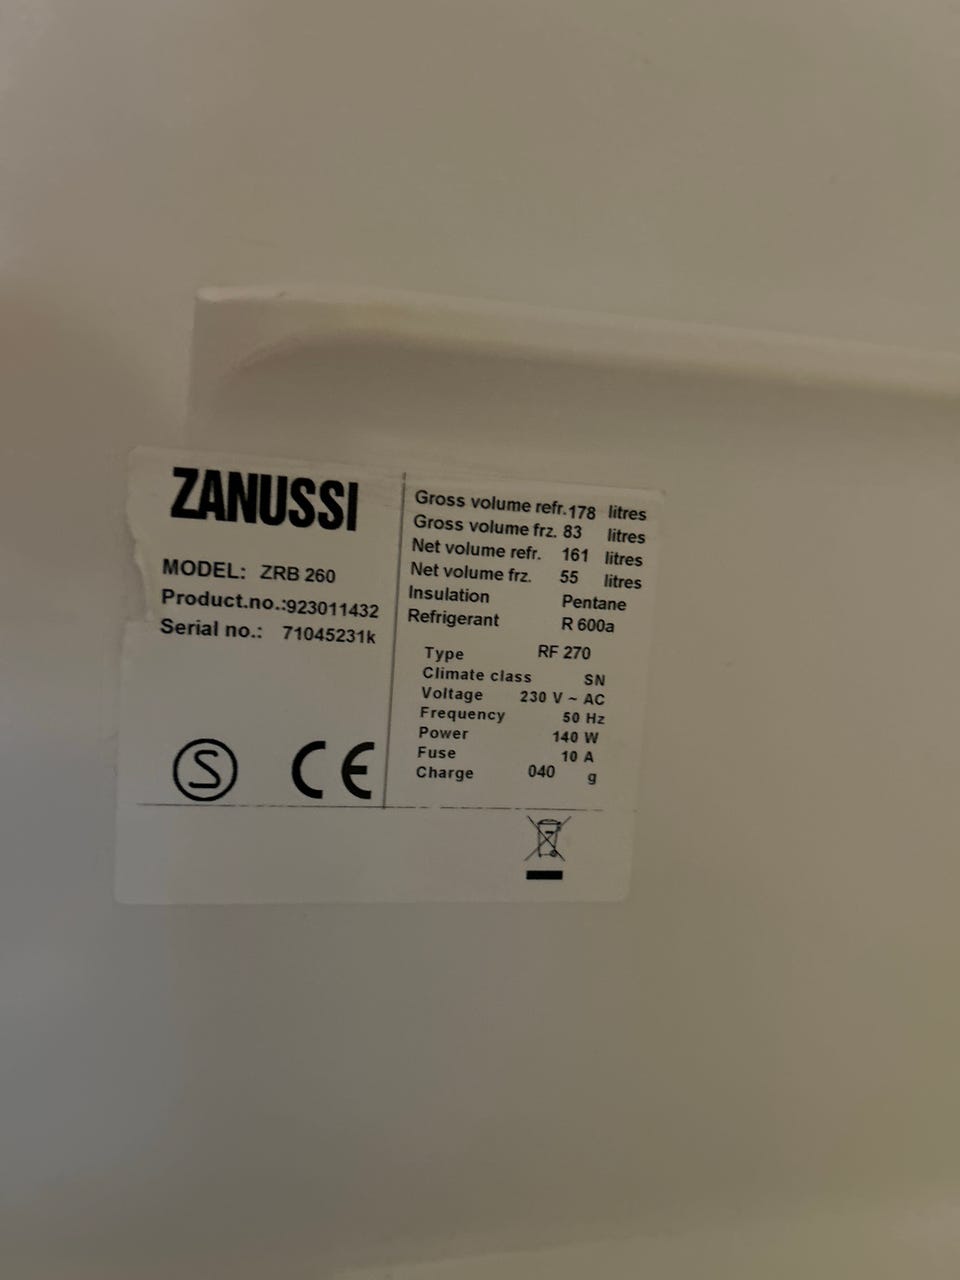 ZANUSSI
MODEL: ZRB 260
Product.no.:923011432
Serial no.: 71045231k
S CE
Gross volume refr. 178 litres
Gross volume frz. 83 litres
Net volume refr. 161 litres
Net volume frz. 55 litres
Insulation Pentane
Refrigerant R 600a
Type RF 270
Climate class SN
Voltage 230 V ~ AC
Frequency 50 Hz
Power 140 W
Fuse 10 A
Charge 040 g